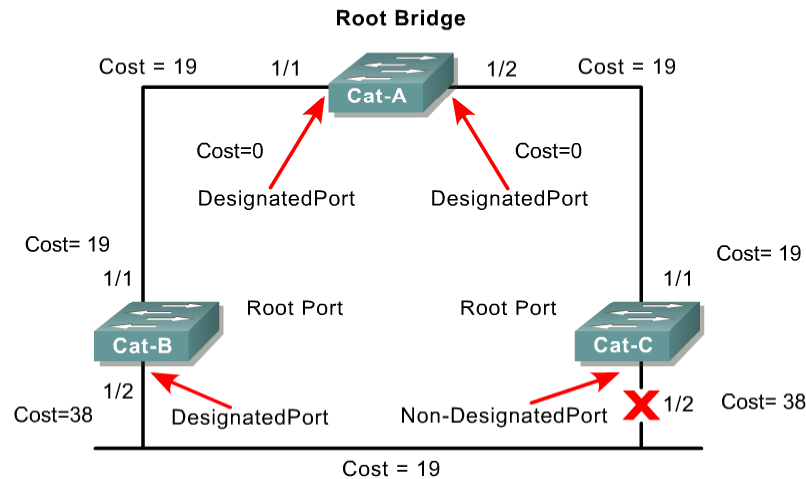 Root Bridge
Cost = 19
1/1
1/2
Cost = 19
Cat-A
Cost=0
Cost=0
DesignatedPort
DesignatedPort
Cost= 19
Cost= 19
1/1
1/1
Root Port
Root Port
Cat-B
Cat-C
1/2
1/2
Cost= 38
Cost=38
DesignatedPort
Non-DesignatedPort
Cost = 19